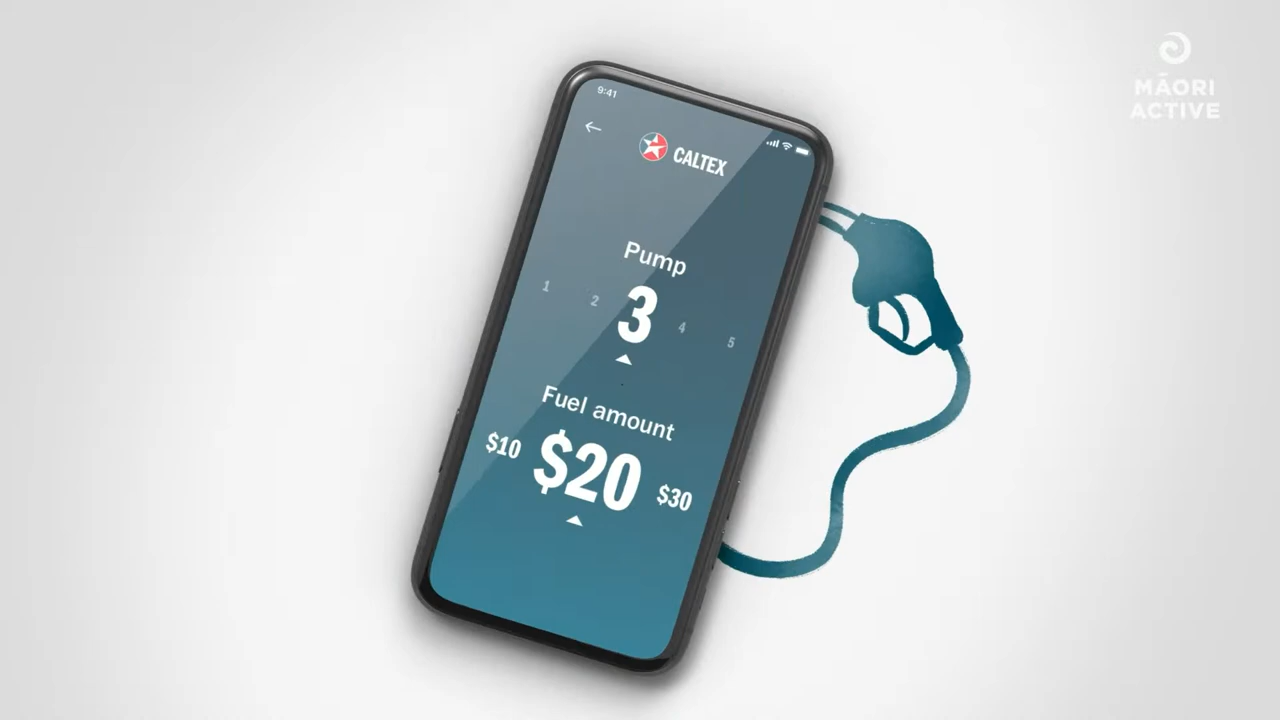 MĀORI
ACTIVE
9:41
CALTEX
Pump
1 2 3 4 5
Fuel amount
$10 $20 $30